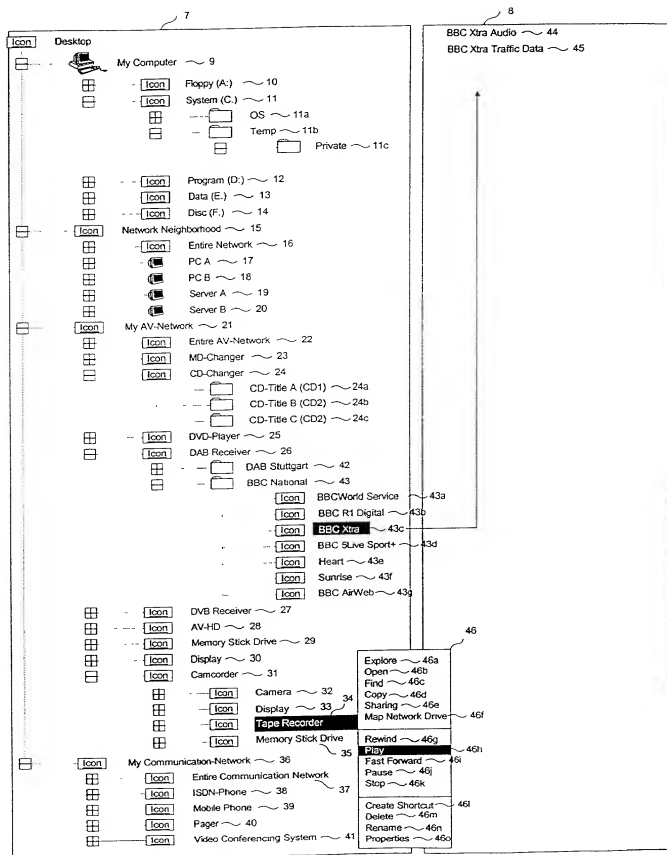 7
8
Icon Desktop
BBC Xtra Audio 44
BBC Xtra Traffic Data 45
My Computer 9
Icon Floppy (A:) 10
Icon System (C.) 11
OS 11a
Temp 11b
Private 11c
Icon Program (D:) 12
Icon Data (E.) 13
Icon Disc (F.) 14
Icon Network Neighborhood 15
Icon Entire Network 16
PC A 17
PC B 18
Server A 19
Server B 20
Icon My AV-Network 21
Icon Entire AV-Network 22
Icon MD-Changer 23
Icon CD-Changer 24
CD-Title A (CD1) 24a
CD-Title B (CD2) 24b
CD-Title C (CD2) 24c
Icon DVD-Player 25
Icon DAB Receiver 26
DAB Stuttgart 42
BBC National 43
Icon BBCWorld Service 43a
Icon BBC R1 Digital 43b
Icon BBC Xtra 43c
Icon BBC 5Live Sport+ 43d
Icon Heart 43e
Icon Sunrise 43f
Icon BBC AirWeb 43g
Icon DVB Receiver 27
Icon AV-HD 28
Icon Memory Stick Drive 29
Icon Display 30
Icon Camcorder 31
Icon Camera 32
Icon Display 33
Icon Tape Recorder 34
Icon Memory Stick Drive 35
Icon My Communication-Network 36
Icon Entire Communication Network 37
Icon ISDN-Phone 38
Icon Mobile Phone 39
Icon Pager 40
Icon Video Conferencing System 41
46
Explore 46a
Open 46b
Find 46c
Copy 46d
Sharing 46e
Map Network Drive 46f
Rewind 46g
Play 46h
Fast Forward 46i
Pause 46j
Stop 46k
Create Shortcut 46l
Delete 46m
Rename 46n
Properties 46o